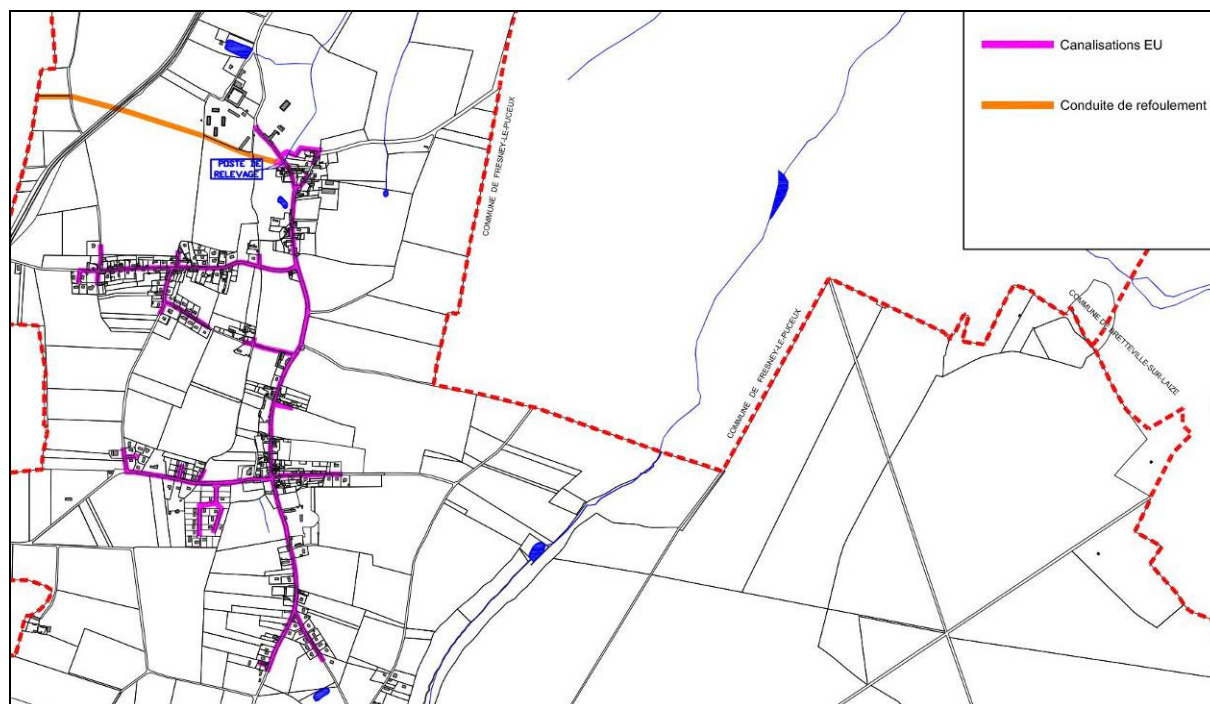 Canalisations EU
Conduite de refoulement
POSTE DE
RELEVAGE
COMMUNE DE FRESNEY-LE-PUCEUX
COMMUNE DE FRESNEY-LE-PUCEUX
COMMUNE DE BRETTEVILLE-SUR-LAIZE